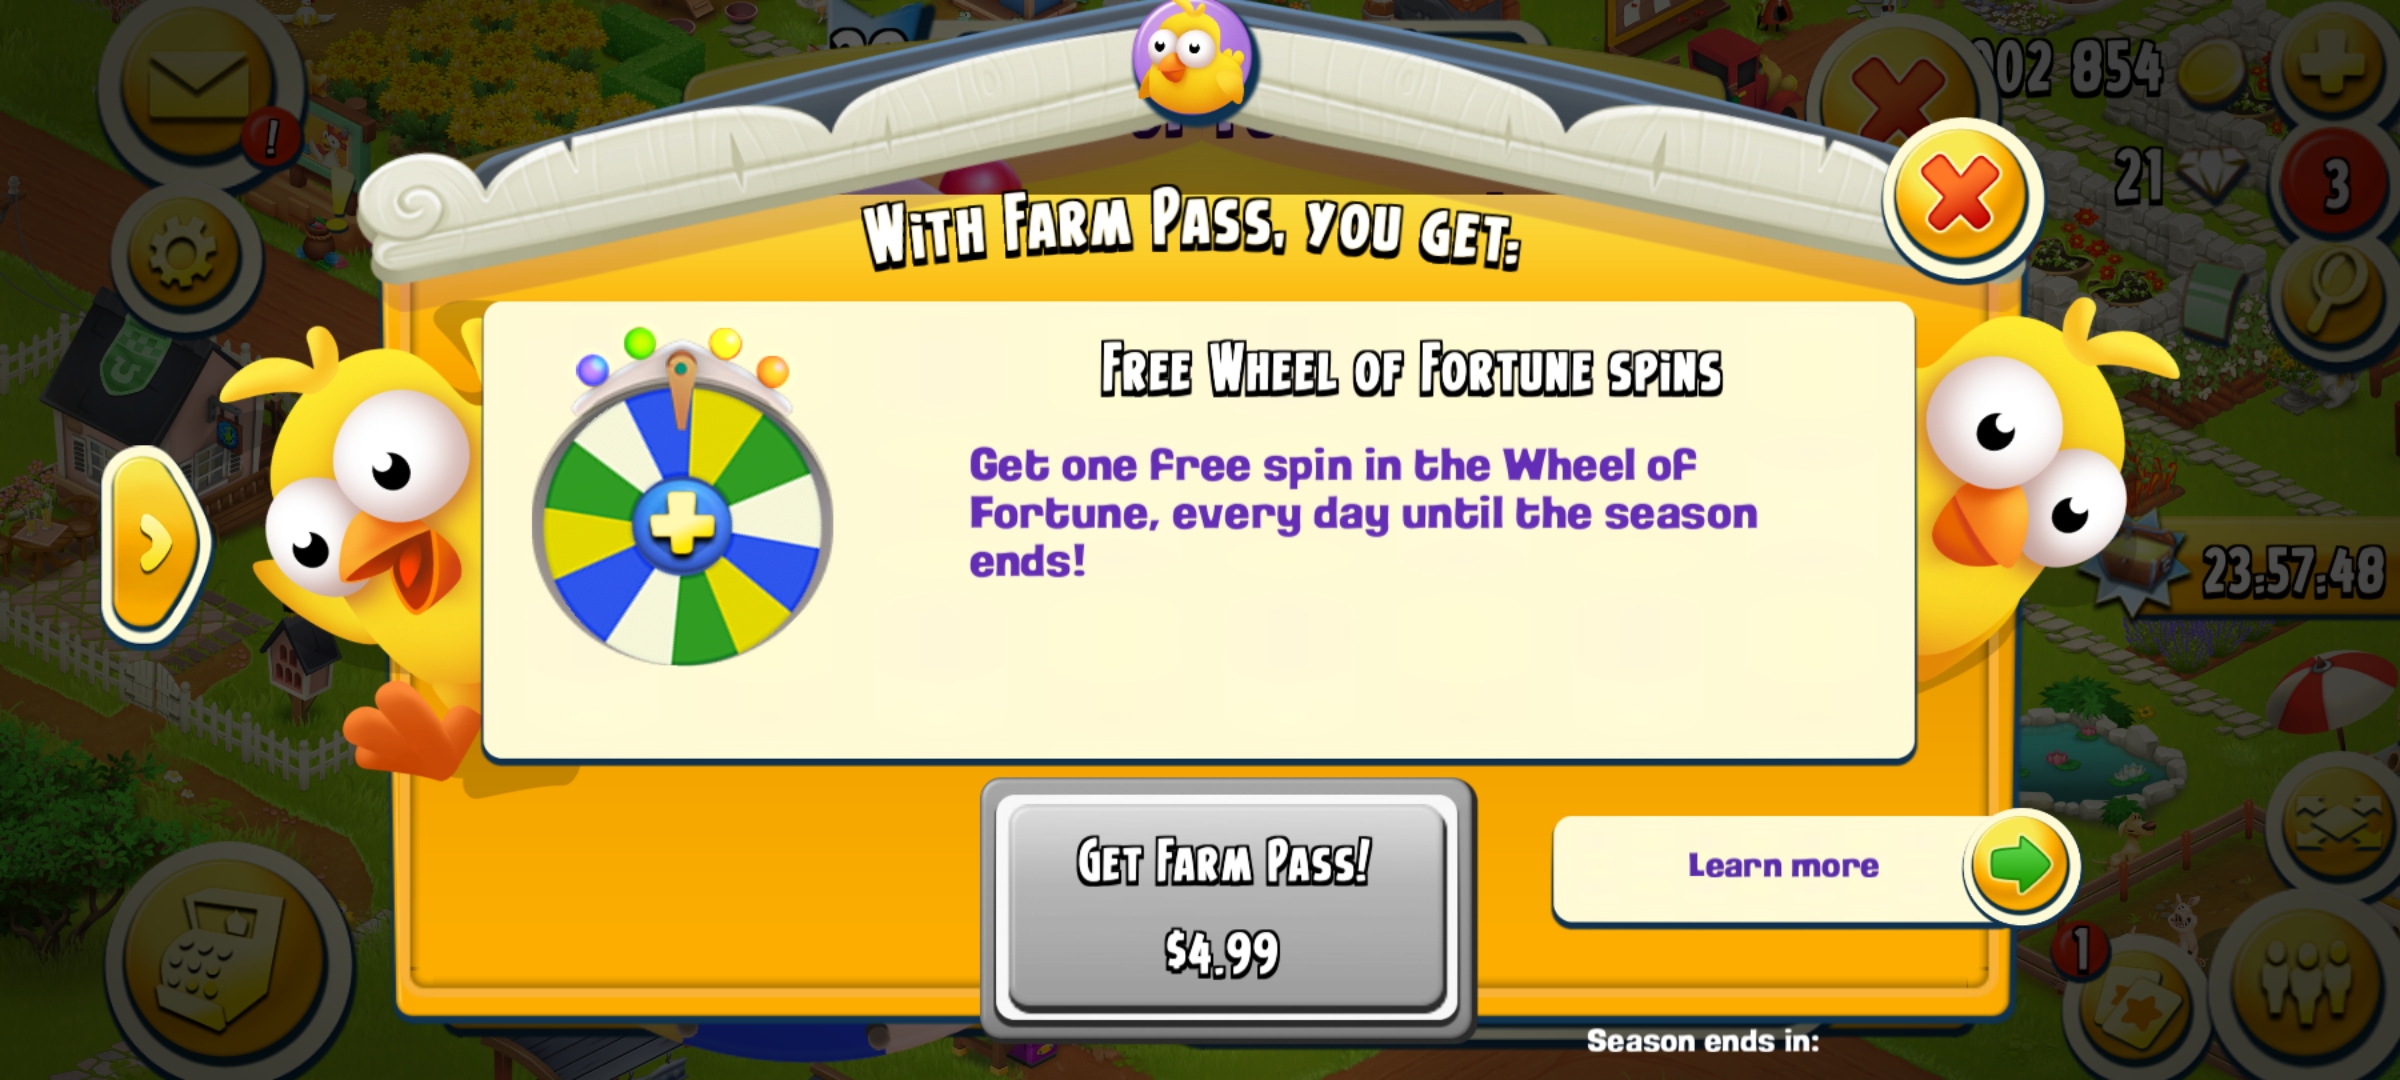 02 854
21
3
With Farm Pass, you get:
Free Wheel of Fortune spins
Get one free spin in the Wheel of
Fortune, every day until the season
ends!
23:57:48
Get Farm Pass!
$4.99
Learn more
1
Season ends in: